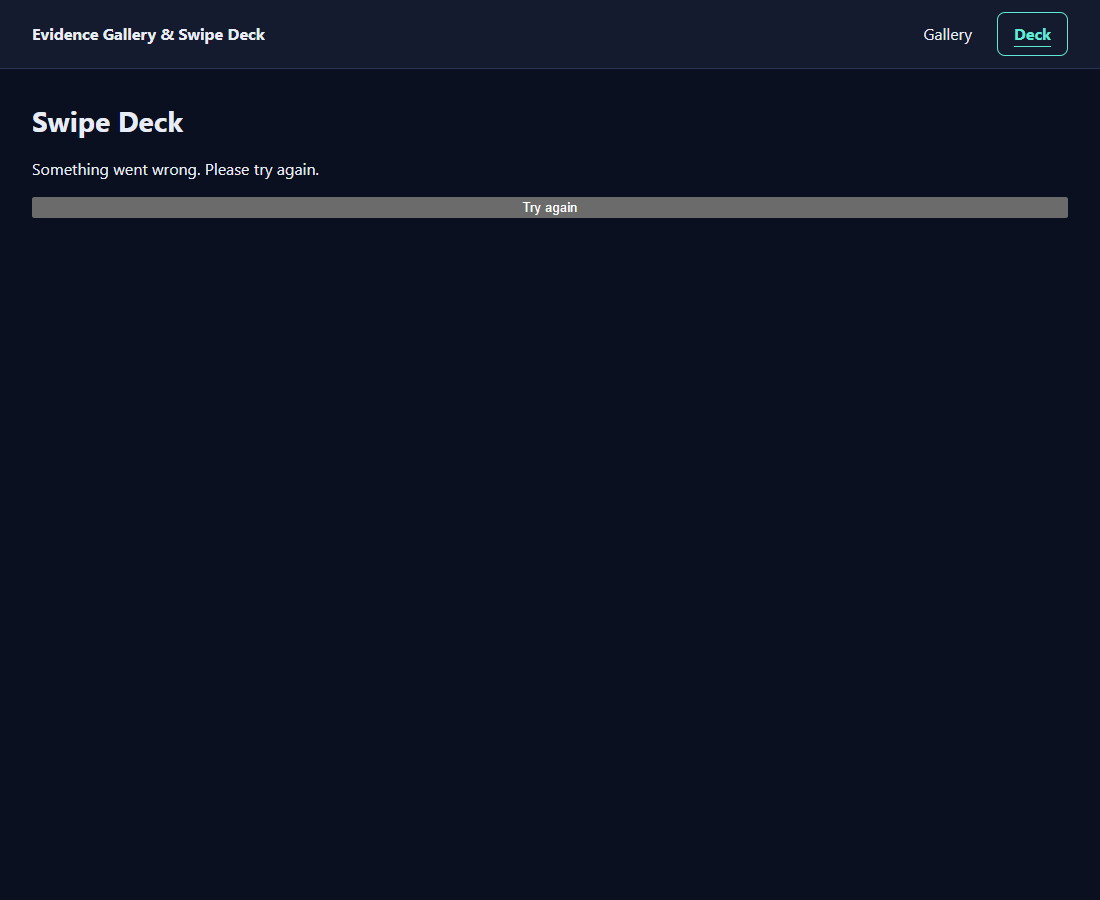 Evidence Gallery & Swipe Deck
Gallery
Deck
Swipe Deck
Something went wrong. Please try again.
Try again